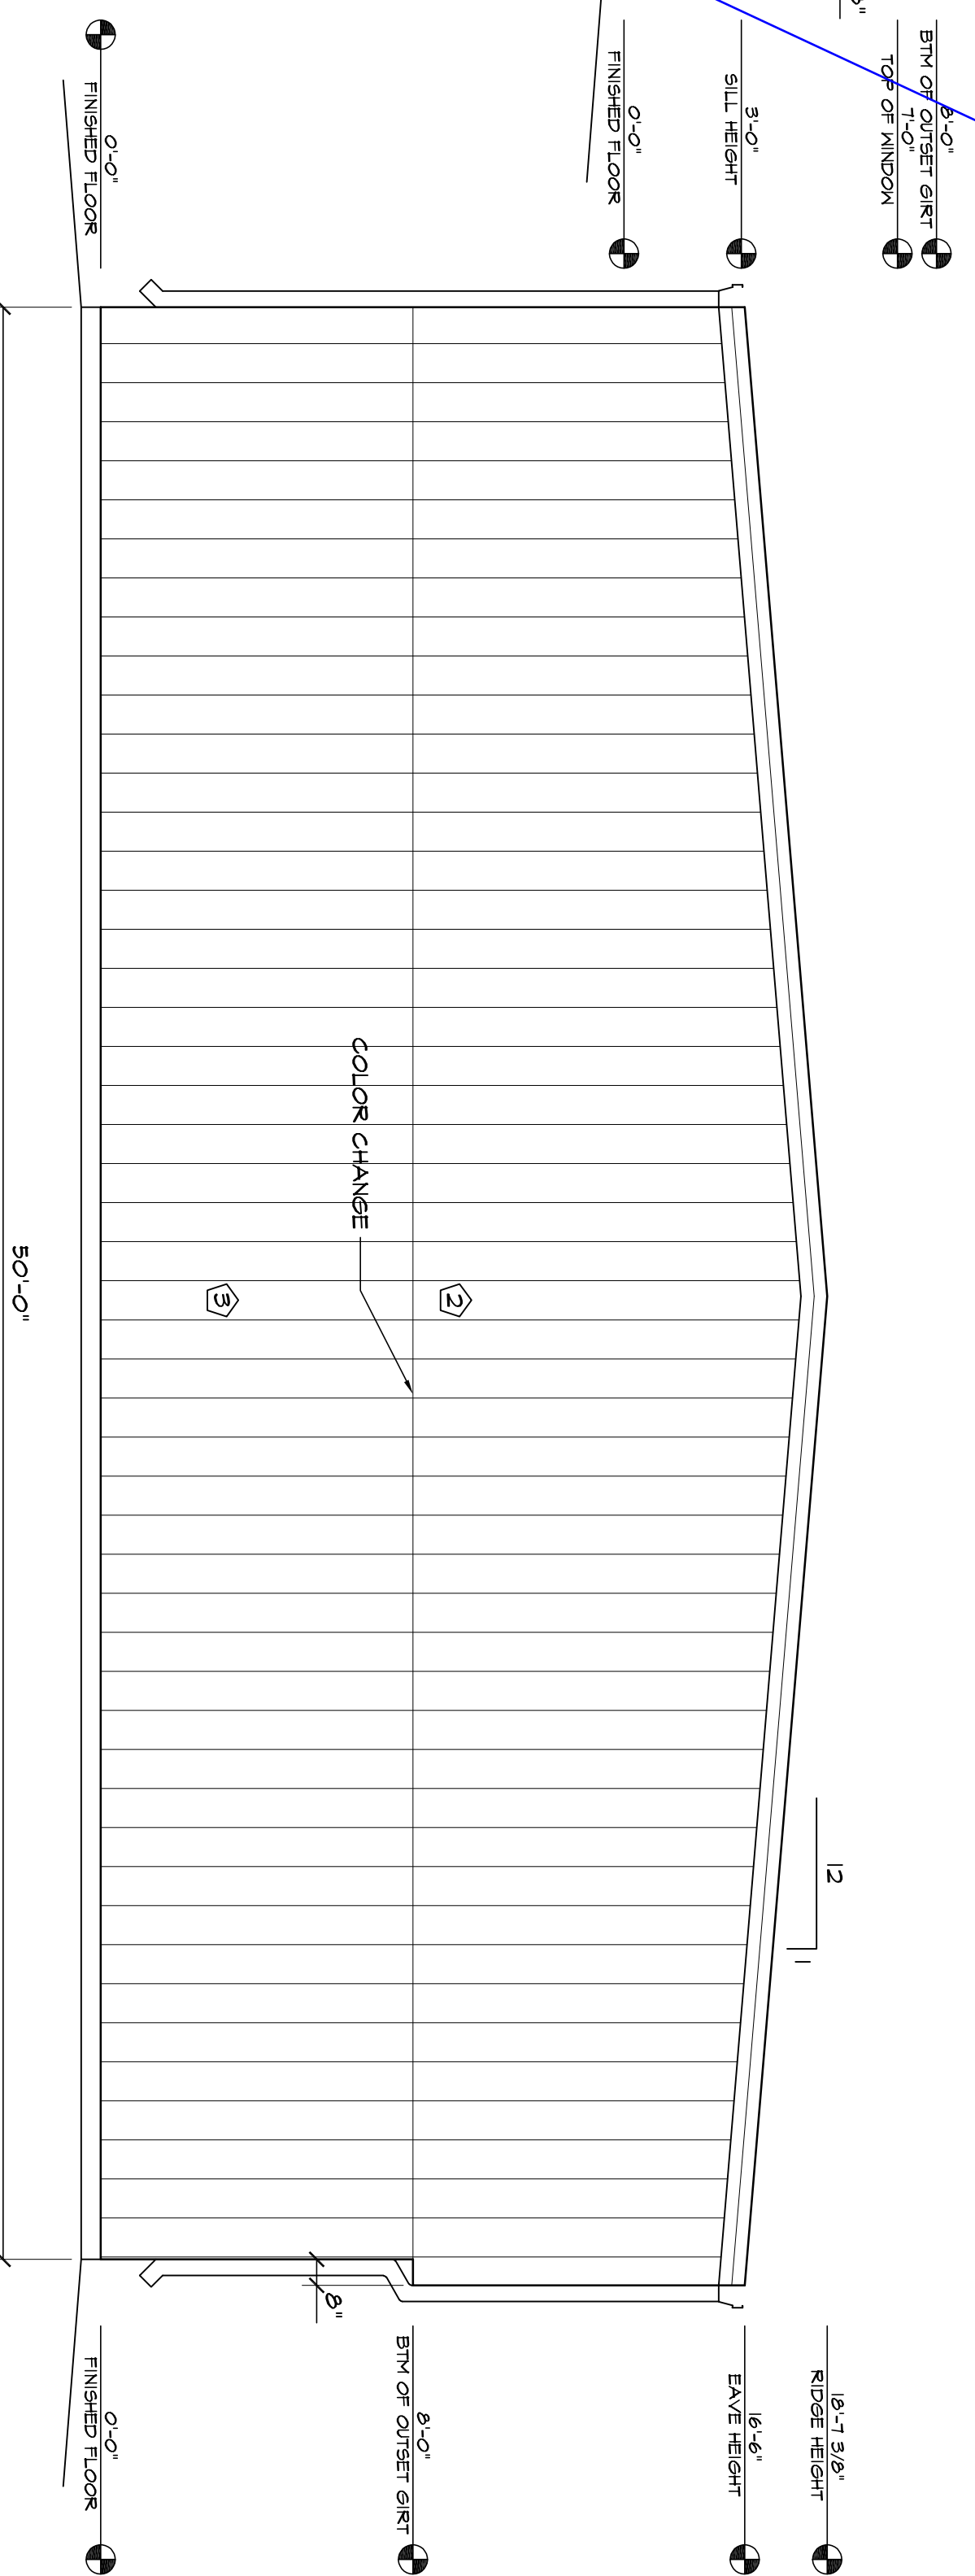 8'-0"
BTM OF OUTSET GIRT
7'-0"
TOP OF WINDOW
3'-0"
SILL HEIGHT
0'-0"
FINISHED FLOOR
0'-0"
FINISHED FLOOR
12
1
2
COLOR CHANGE
3
8"
50'-0"
18'-7 3/8"
RIDGE HEIGHT
16'-6"
EAVE HEIGHT
8'-0"
BTM OF OUTSET GIRT
0'-0"
FINISHED FLOOR